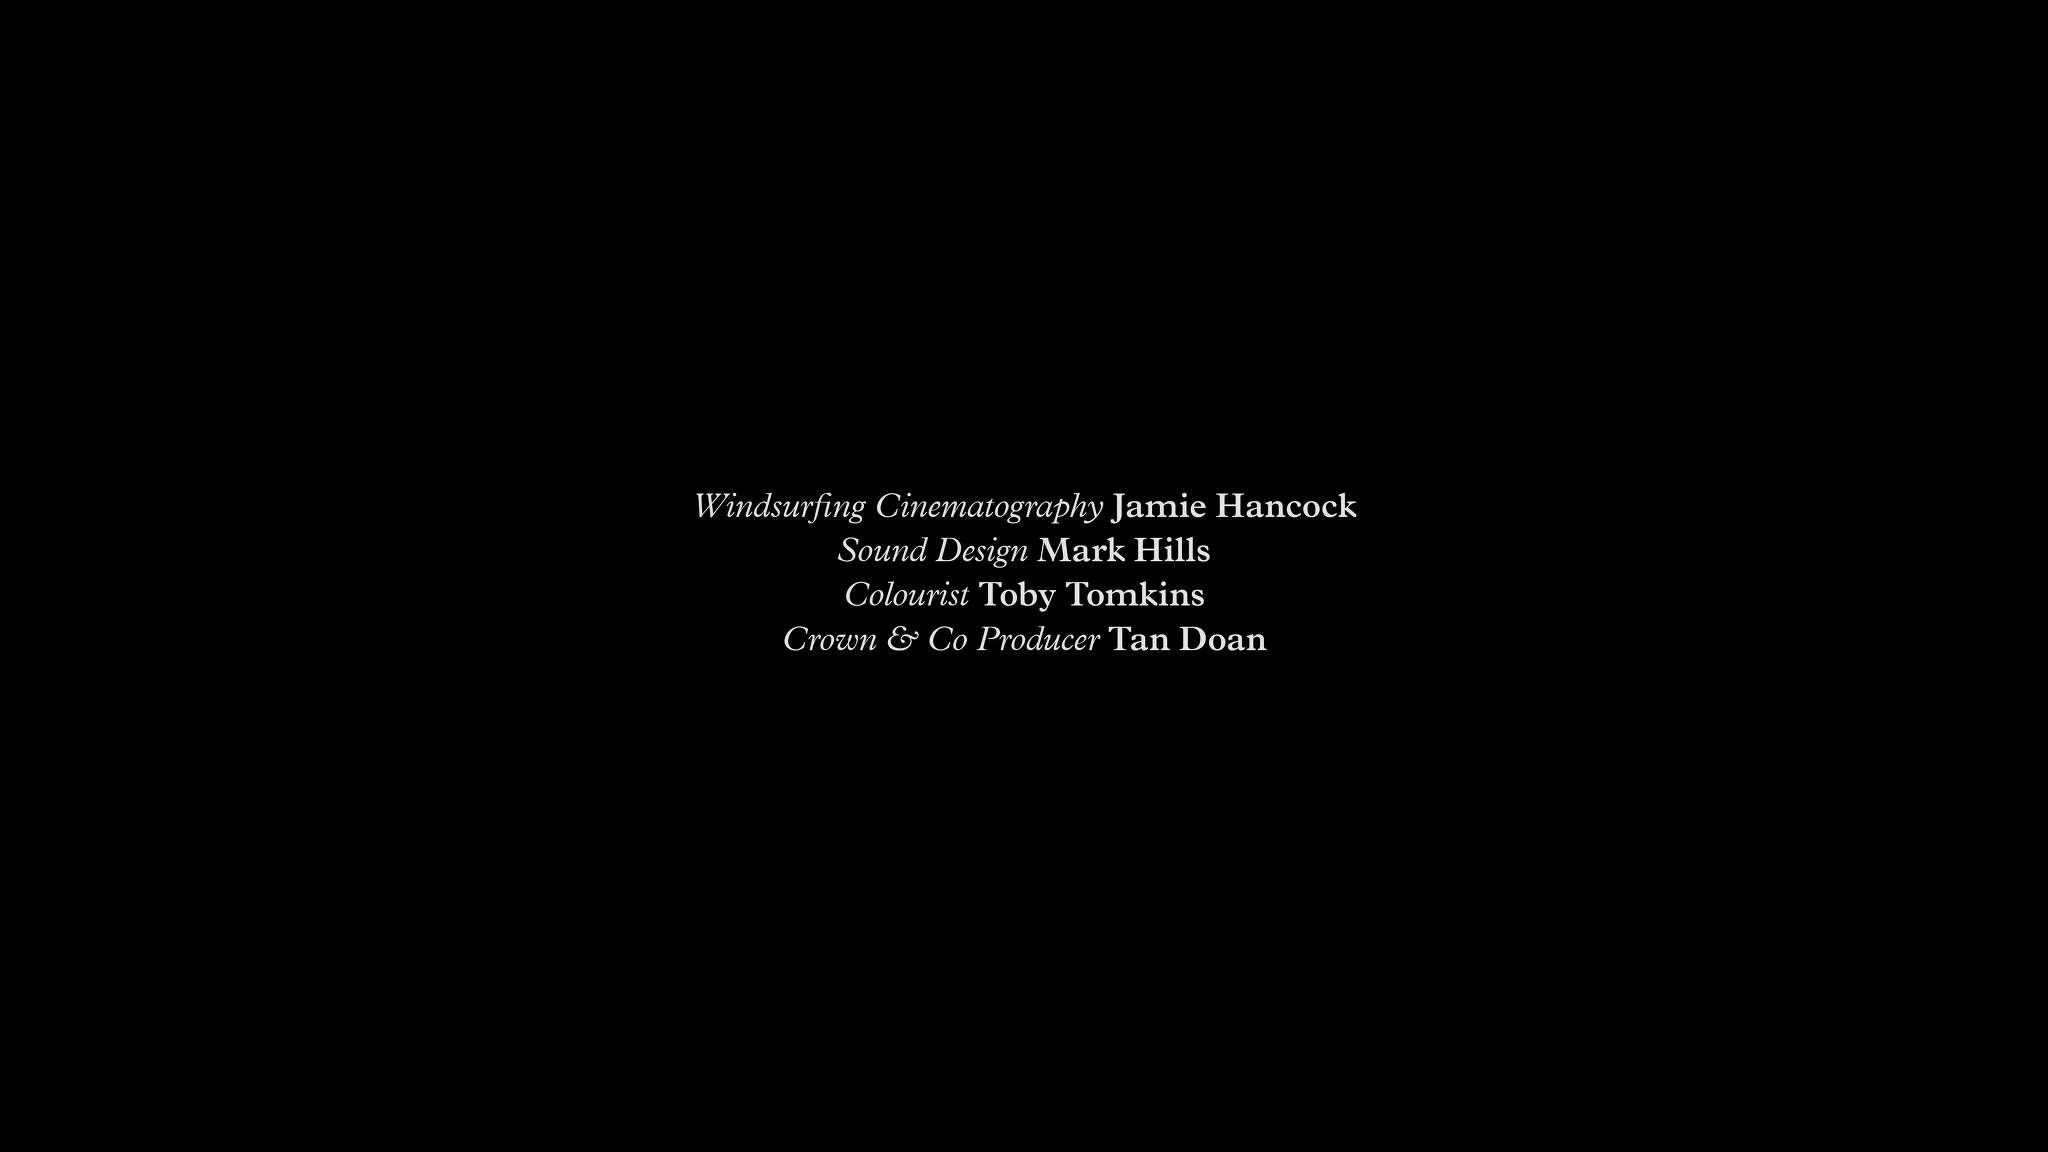 Windsurfing Cinematography Jamie Hancock
Sound Design Mark Hills
Colourist Toby Tomkins
Crown & Co Producer Tan Doan